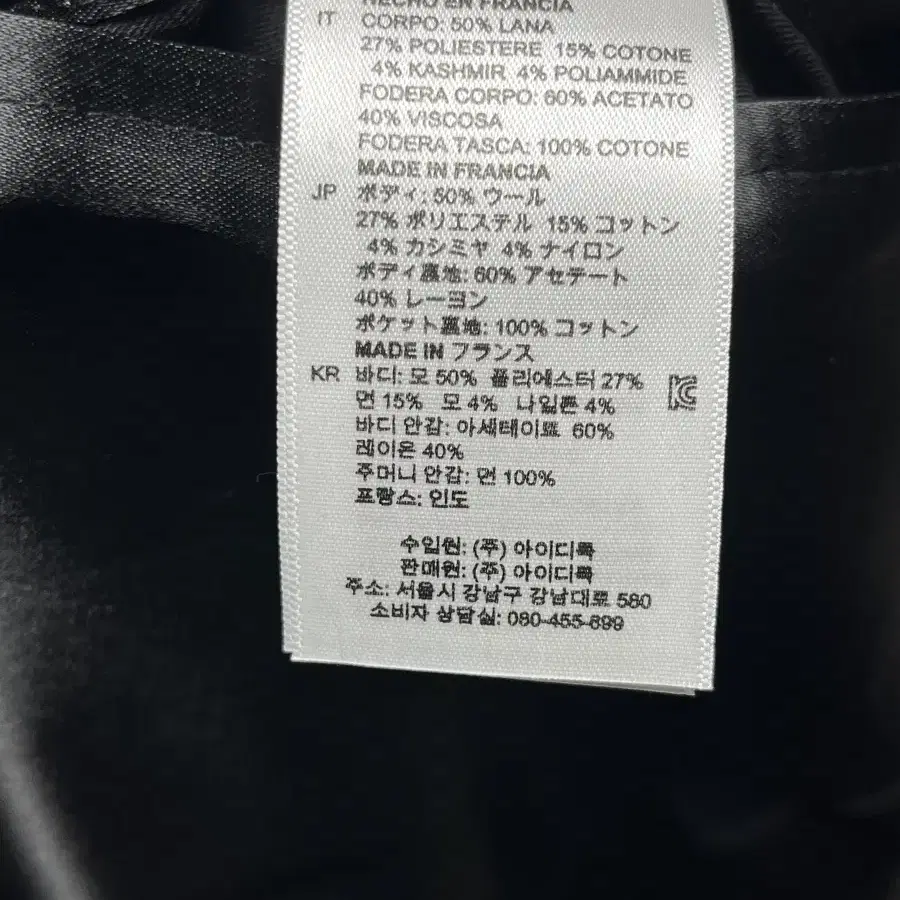 HECHO EN FRANCIA
IT CORPO: 50% LANA
27% POLIESTERE 15% COTONE
4% KASHMIR 4% POLIAMMIDE
FODERA CORPO: 60% ACETATO
40% VISCOSA
FODERA TASCA: 100% COTONE
MADE IN FRANCIA
JP ボディ: 50% ウール
27% ポリエステル 15% コットン
4% カシミヤ 4% ナイロン
ボディ裏地: 60% アセテート
40% レーヨン
ポケット裏地: 100% コットン
MADE IN フランス
KR 바디: 모 50% 폴리에스터 27%
면 15% 모 4% 나일론 4%
바디 안감: 아세테이트 60%
레이온 40%
주머니 안감: 면 100%
프랑스: 인도
수입원: (주) 아이디룩
판매원: (주) 아이디룩
주소: 서울시 강남구 강남대로 580
소비자 상담실: 080-455-899